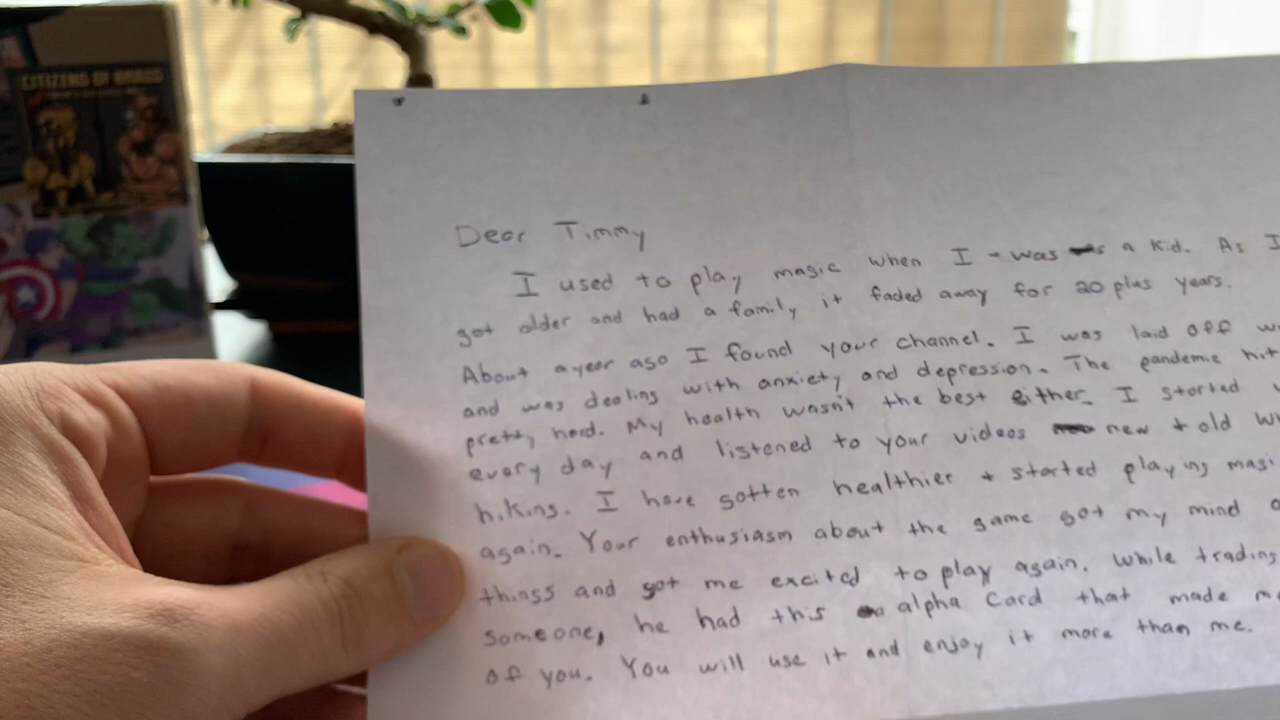 CITIZENS OF
Dear Timmy
I used to play magic when I was a kid. As I
got older and had a family it faded away for 20 plus years.
About a year ago I found your channel. I was laid off
and was dealing with anxiety and depression. The pandemic hit
pretty hard. My health wasn't the best either. I started
every day and listened to your videos new + old
hiking. I have gotten healthier + started playing
again. Your enthusiasm about the game got my mind
things and got me excited to play again. While trading
someone, he had this alpha card that made
of you. You will use it and enjoy it more than me.